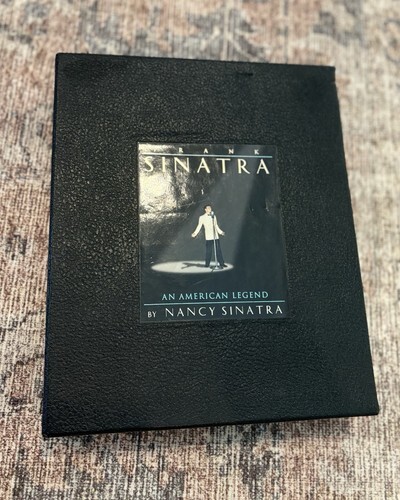 FRANK
SINATRA
AN AMERICAN LEGEND
BY NANCY SINATRA